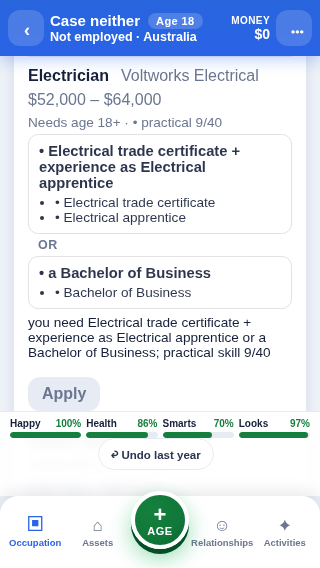 ‹
Case neither Age 18
Not employed · Australia
MONEY
$0
...
Electrician Voltworks Electrical
$52,000 – $64,000
Needs age 18+ · • practical 9/40
• Electrical trade certificate +
experience as Electrical
apprentice
• • Electrical trade certificate
• • Electrical apprentice
OR
• a Bachelor of Business
• • Bachelor of Business
you need Electrical trade certificate +
experience as Electrical apprentice or a
Bachelor of Business; practical skill 9/40
Apply
Happy 100% Health 86% Smarts 70% Looks 97%
Undo last year
+
AGE
Occupation Assets Relationships Activities